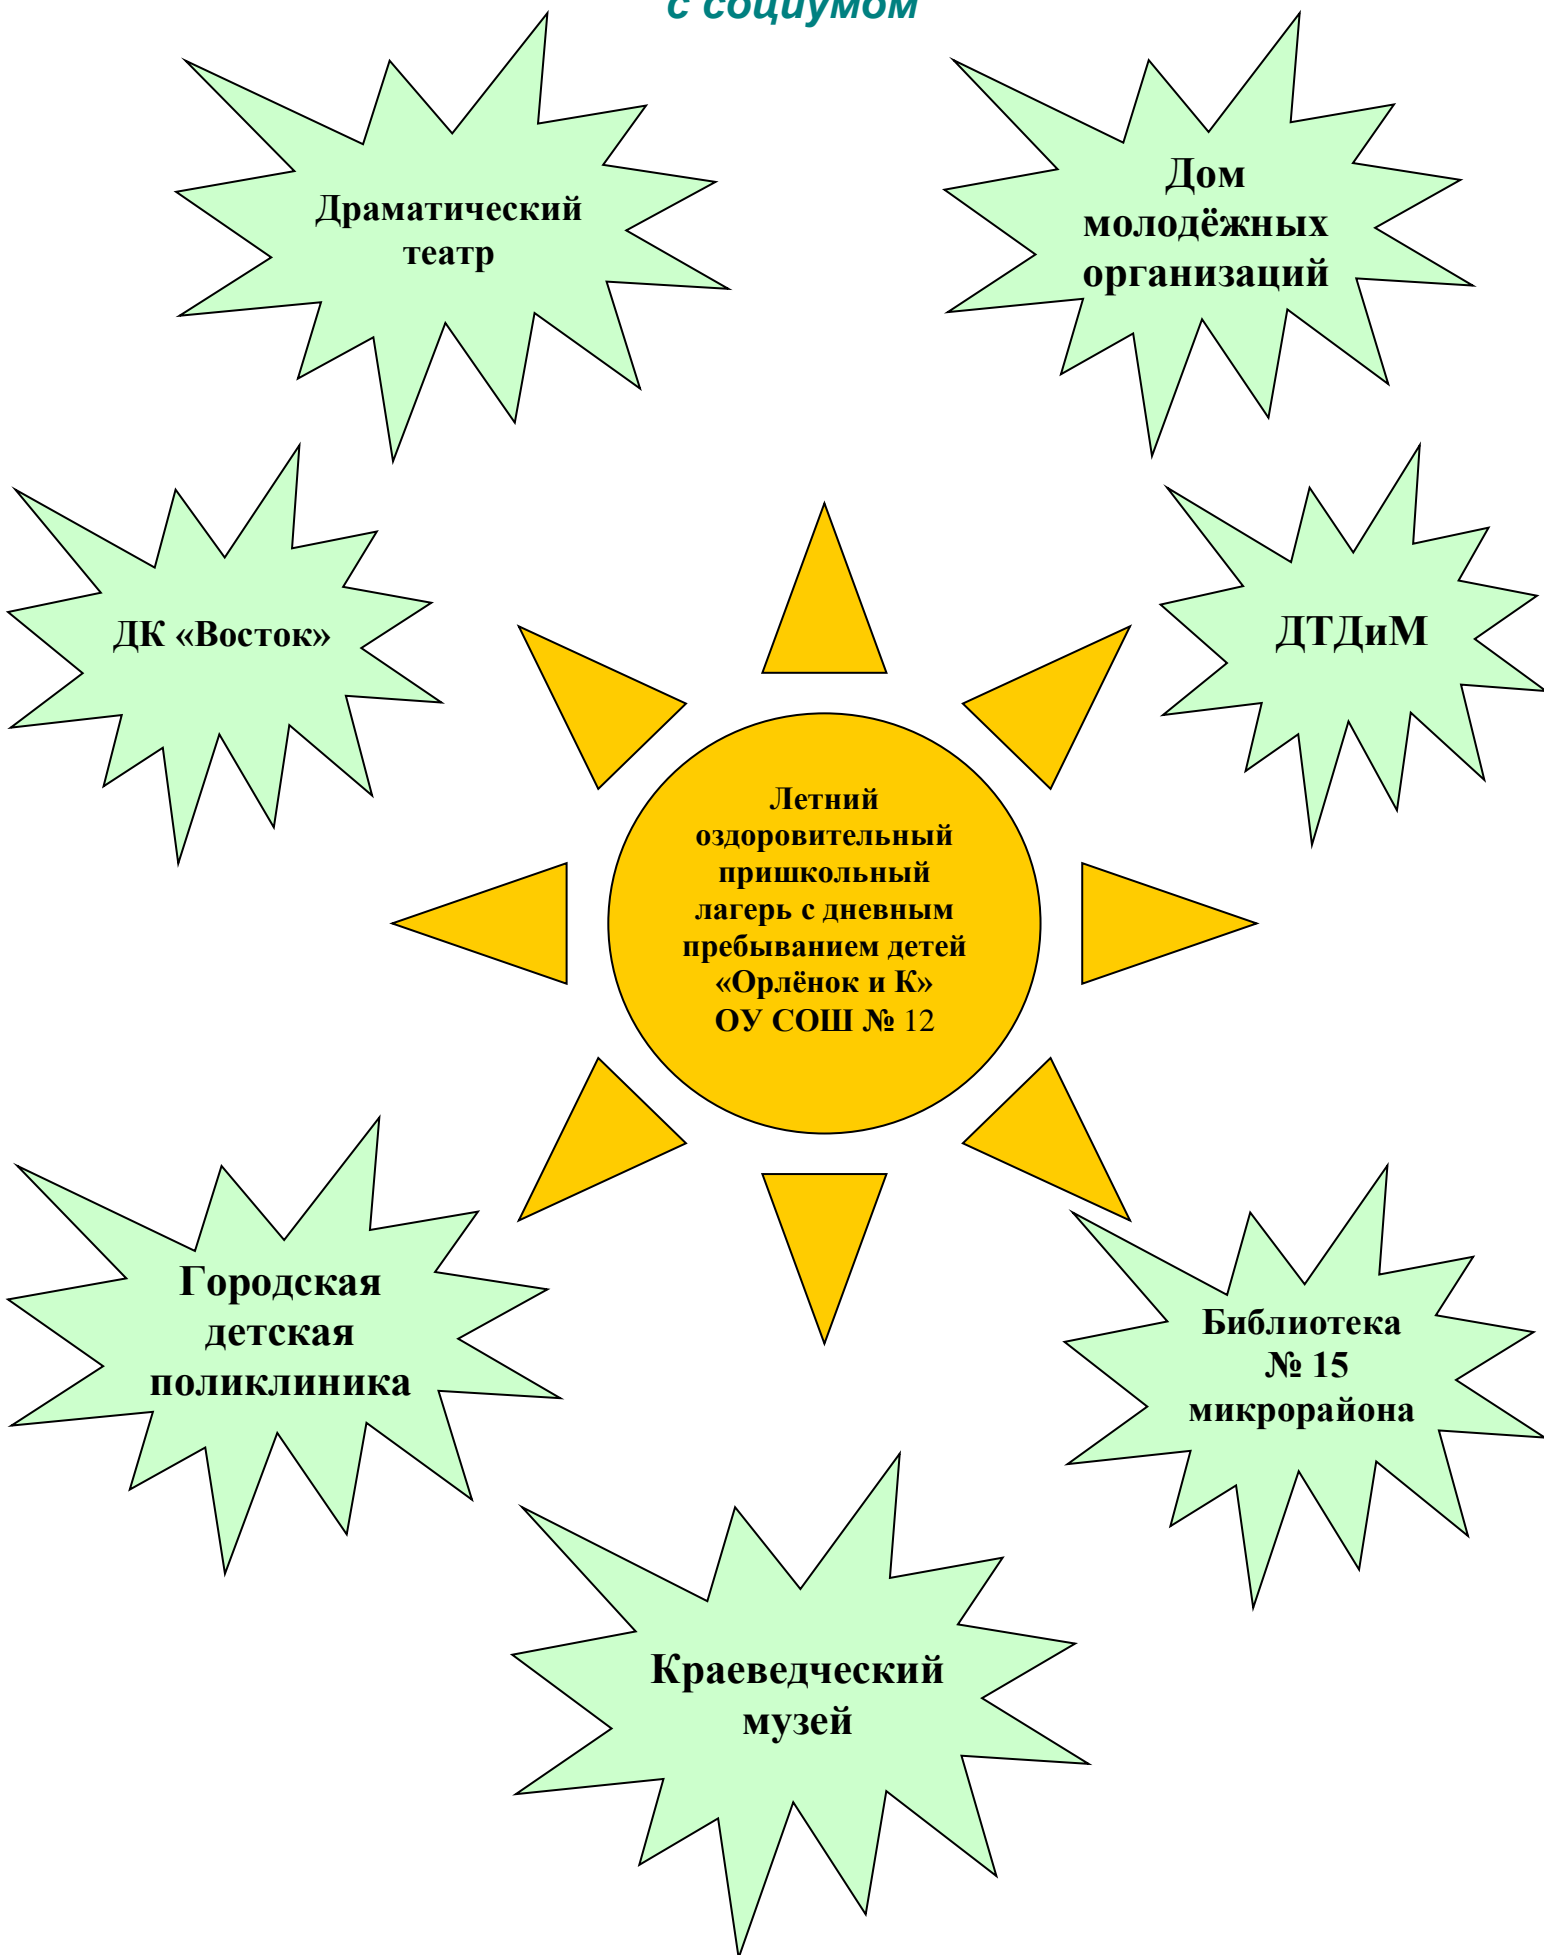 с социумом
Драматический
театр
Дом
молодёжных
организаций
ДК «Восток»
ДТДиМ
Летний
оздоровительный
пришкольный
лагерь с дневным
пребыванием детей
«Орлёнок и К»
ОУ СОШ № 12
Городская
детская
поликлиника
Библиотека
№ 15
микрорайона
Краеведческий
музей